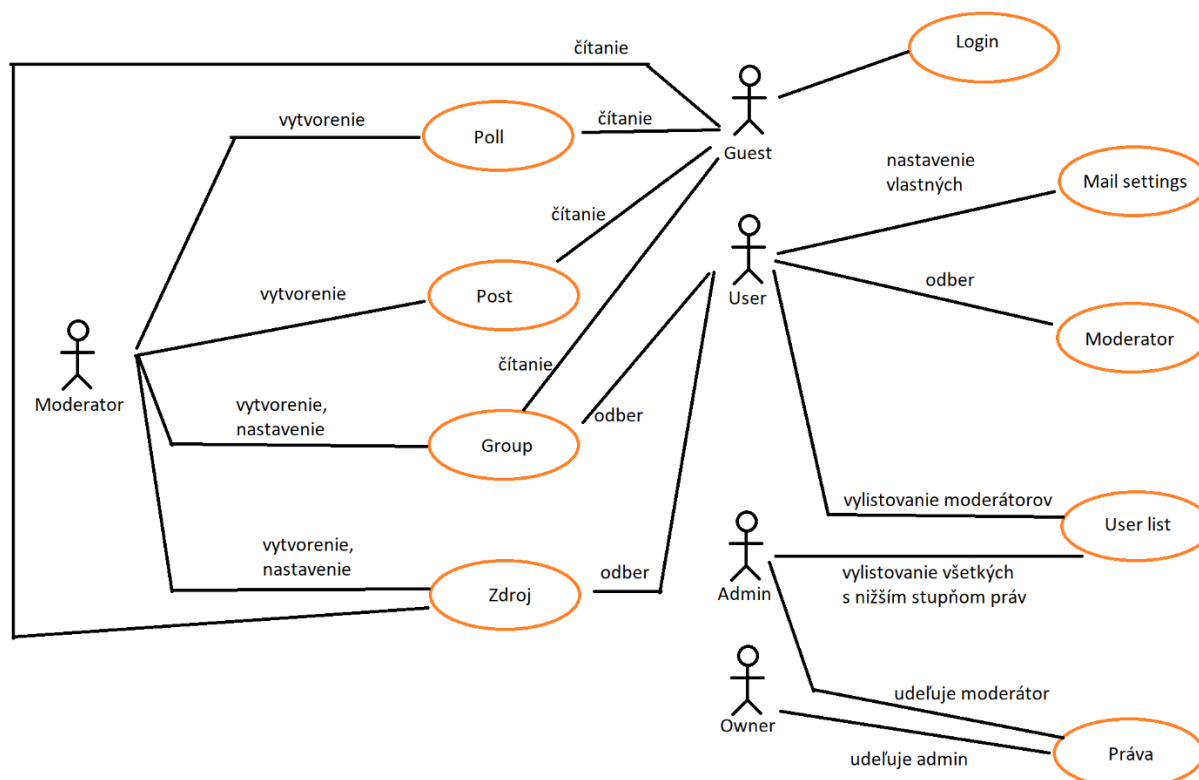 Login
čítanie
vytvorenie
Poll
čítanie
Guest
nastavenie
vlastných
Mail settings
čítanie
User
odber
vytvorenie
Post
Moderator
Moderator
čítanie
vytvorenie,
nastavenie
Group
odber
vylistovanie moderátorov
User list
vytvorenie,
nastavenie
Zdroj
odber
Admin
vylistovanie všetkých
s nižším stupňom práv
udeľuje moderátor
Owner
udeľuje admin
Práva